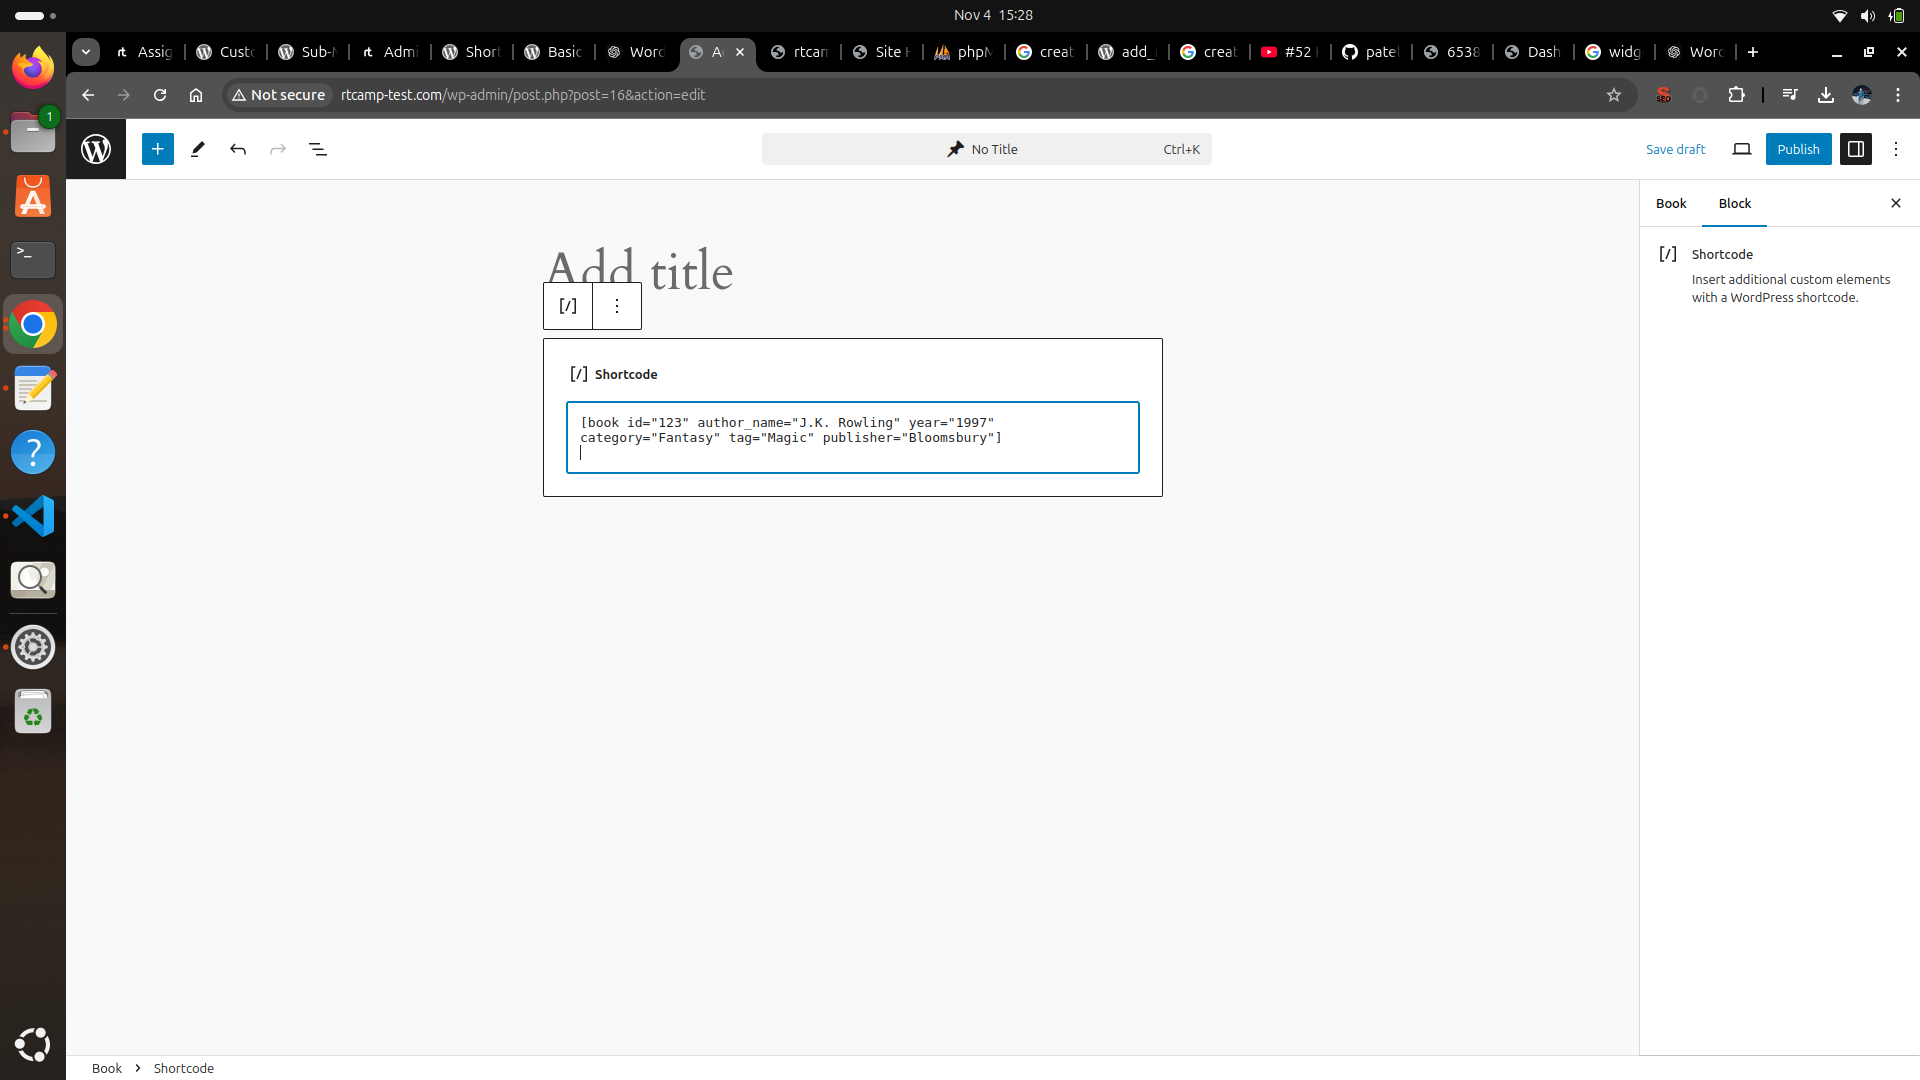 Nov 4 15:28
1
Assig
Custo
Sub-M
Admi
Short
Basic
Word
A
rtcam
Site H
phpM
creat
add_
creat
#52
patel
6538
Dash
widg
Worc
Not secure
rtcamp-test.com/wp-admin/post.php?post=16&action=edit
SEO
No Title
Ctrl+K
Save draft
Publish
Book
Block
Add title
Shortcode
Insert additional custom elements
with a WordPress shortcode.
[/] Shortcode
[book id="123" author_name="J.K. Rowling" year="1997"
category="Fantasy" tag="Magic" publisher="Bloomsbury"]
Book › Shortcode